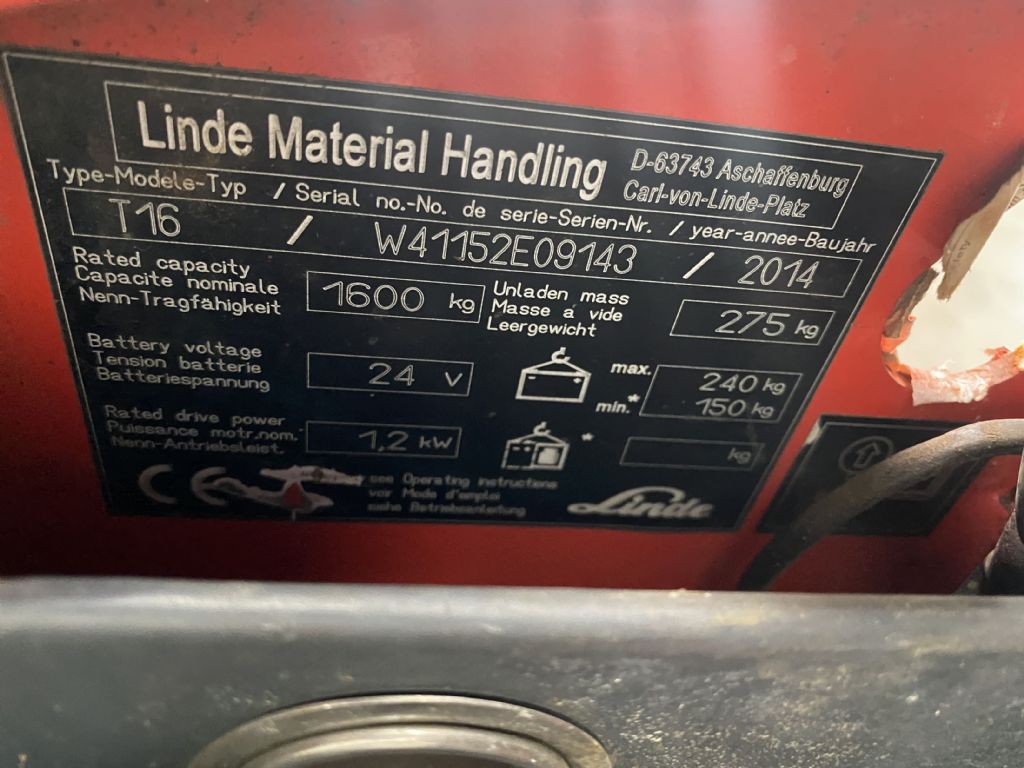 Linde Material Handling
D-63743 Aschaffenburg
Carl-von-Linde-Platz
Type-Modele-Typ / Serial no.-No. de serie-Serien-Nr. / year-annee-Baujahr
T16 / W41152E09143 / 2014
Rated capacity
Capacite nominale
Nenn-Tragfähigkeit
1600 kg
Unladen mass
Masse á vide
Leergewicht
275 kg
Battery voltage
Tension batterie
Batteriespannung
24 V
max. 240 kg
min.* 150 kg
Rated drive power
Puissance motr.nom.
Nenn-Antriebsleist.
1,2 kW
* kg
CE
see Operating instructions
voir Mode d'emploi
siehe Betriebsanleitung
Linde